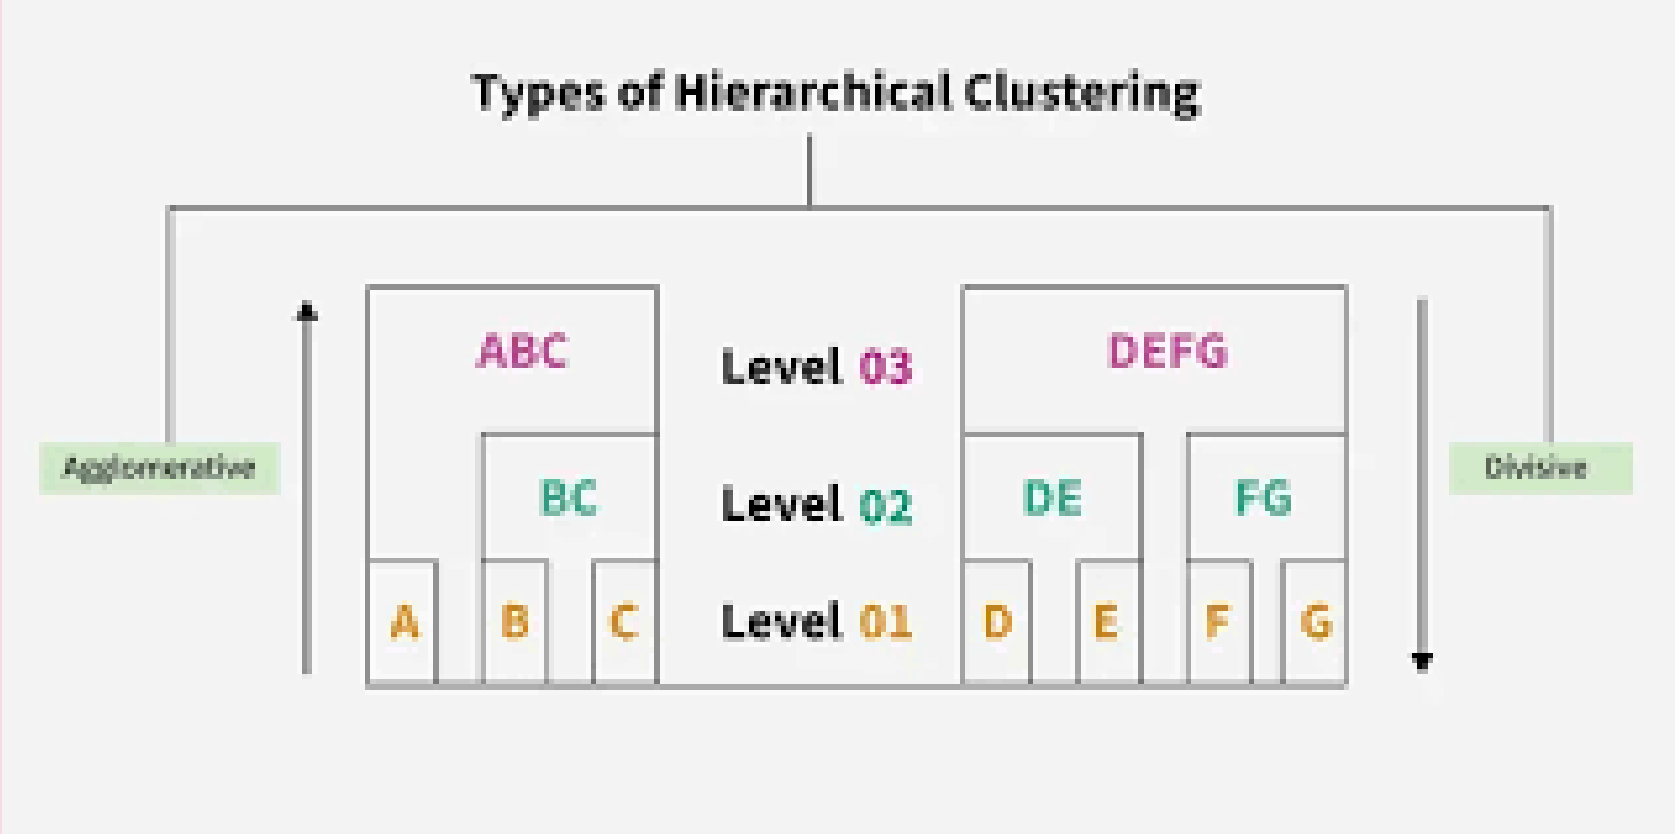 Types of Hierarchical Clustering
ABC
Level 03
DEFG
Agglomerative
BC
Level 02
DE
FG
Divisive
A
B
C
Level 01
D
E
F
G